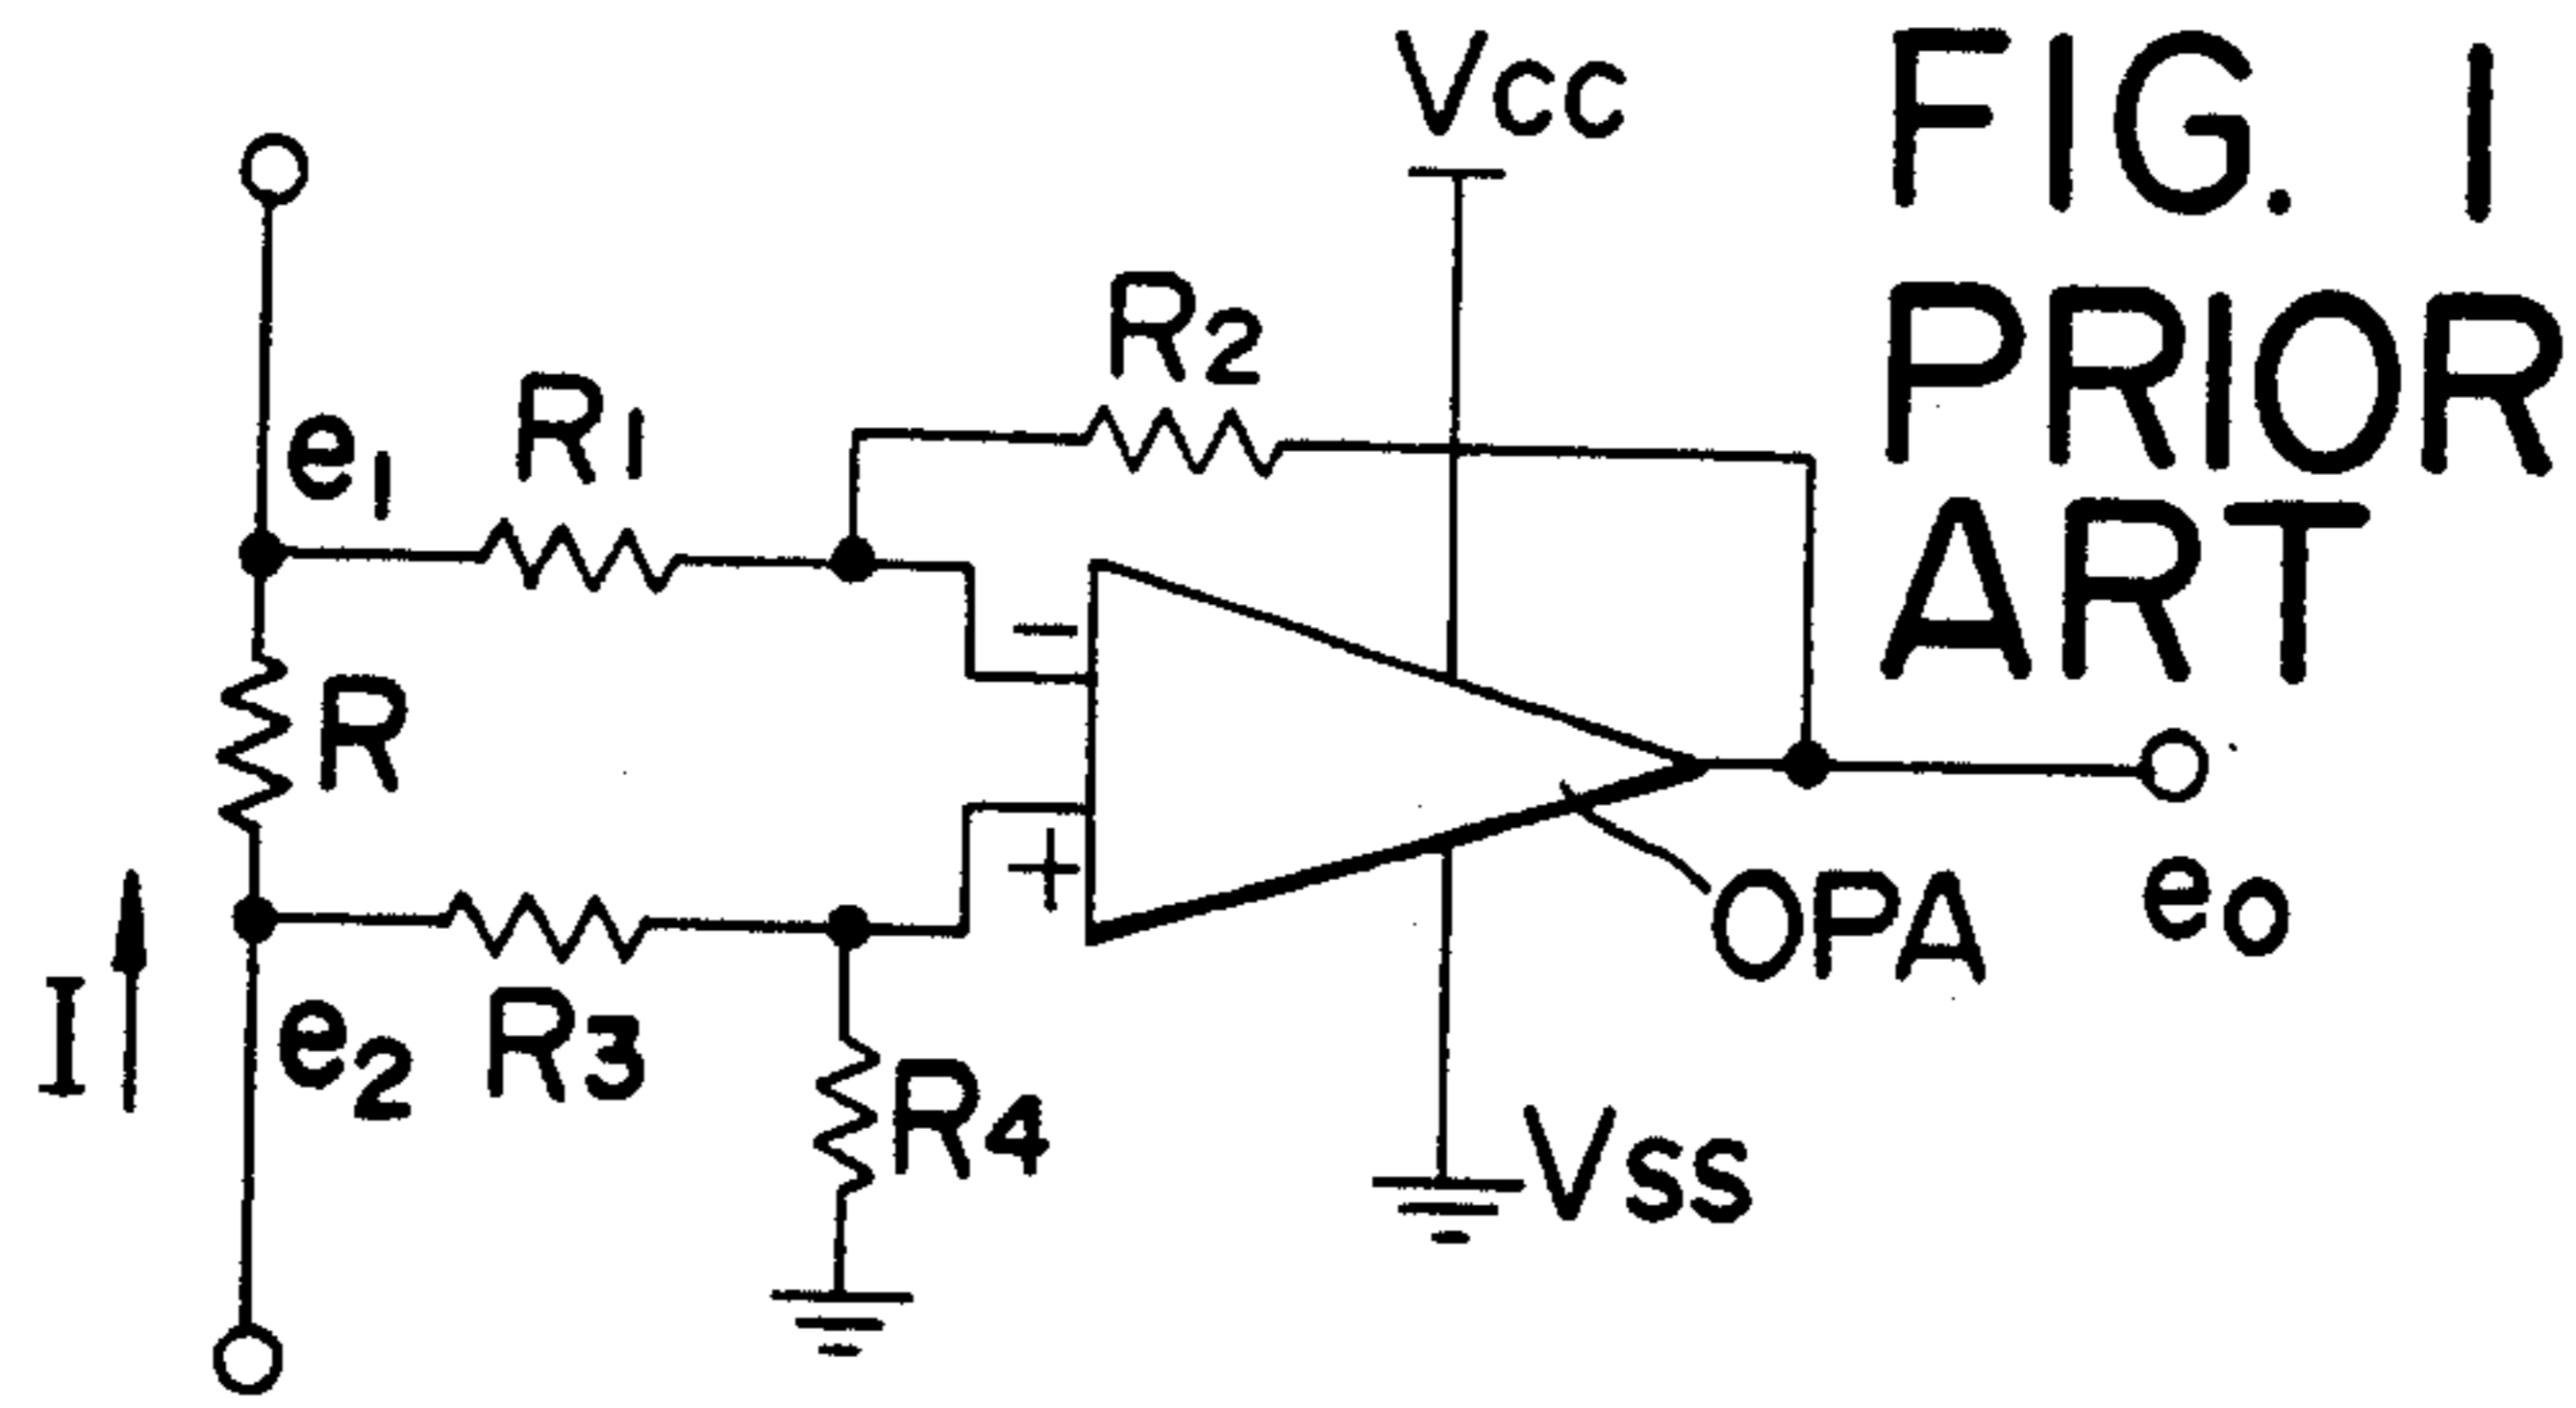 FIG. 1
PRIOR
ART
Vcc
R2
R1
e1
R
I
e2
R3
R4
-
+
OPA
eo
Vss